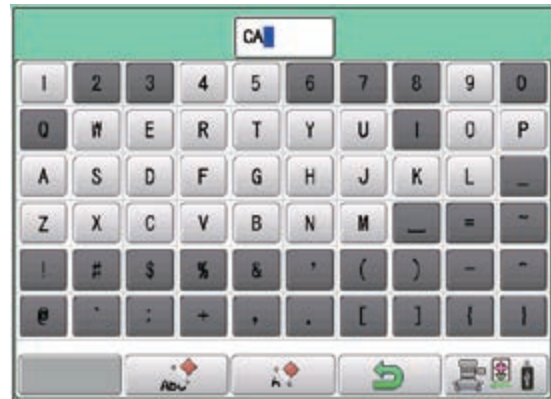 CA
1 2 3 4 5 6 7 8 9 0
Q W E R T Y U I O P
A S D F G H J K L _
Z X C V B N M _ = ~
! # $ % & ' ( ) - ^
@ ` ; + , . [ ] { }
Abc